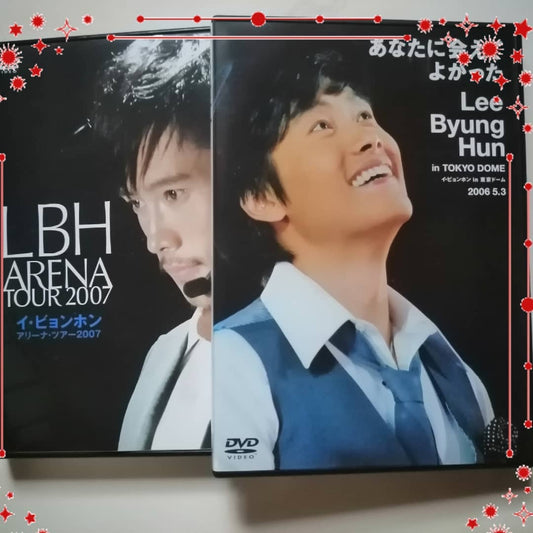 LBH
ARENA
TOUR 2007
イ・ビョンホン
アリーナ・ツアー2007
あなたに会え
よかった
Lee
Byung
Hun
in TOKYO DOME
イ・ビョンホン in 東京ドーム
2006 5.3
DVD
VIDEO